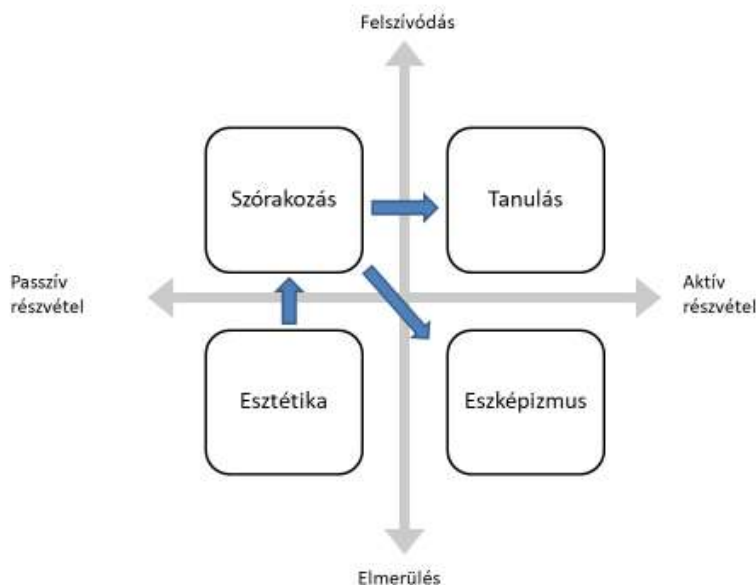 Felszívódás
Szórakozás
Tanulás
Passzív
részvétel
Aktív
részvétel
Esztétika
Eszképizmus
Elmerülés